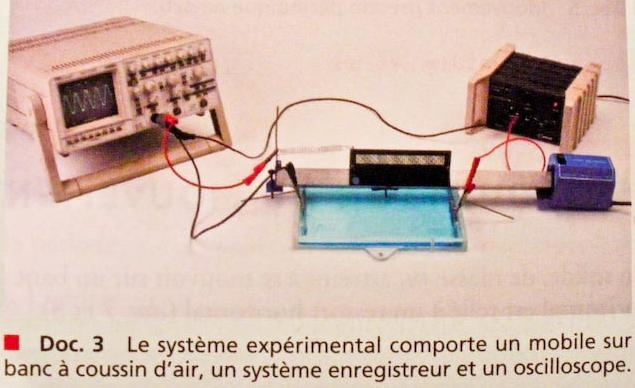 Doc. 3 Le système expérimental comporte un mobile sur
banc à coussin d'air, un système enregistreur et un oscilloscope.